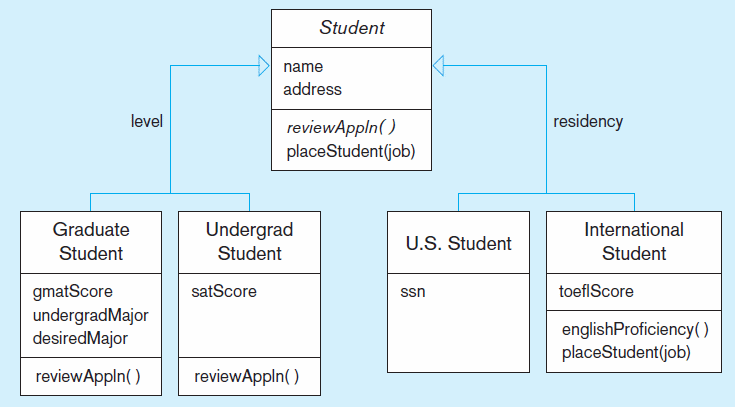 Student
name
address
reviewAppln( )
placeStudent(job)
level
residency
Graduate
Student
gmatScore
undergradMajor
desiredMajor
reviewAppln( )
Undergrad
Student
satScore
reviewAppln( )
U.S. Student
ssn
International
Student
toeflScore
englishProficiency( )
placeStudent(job)